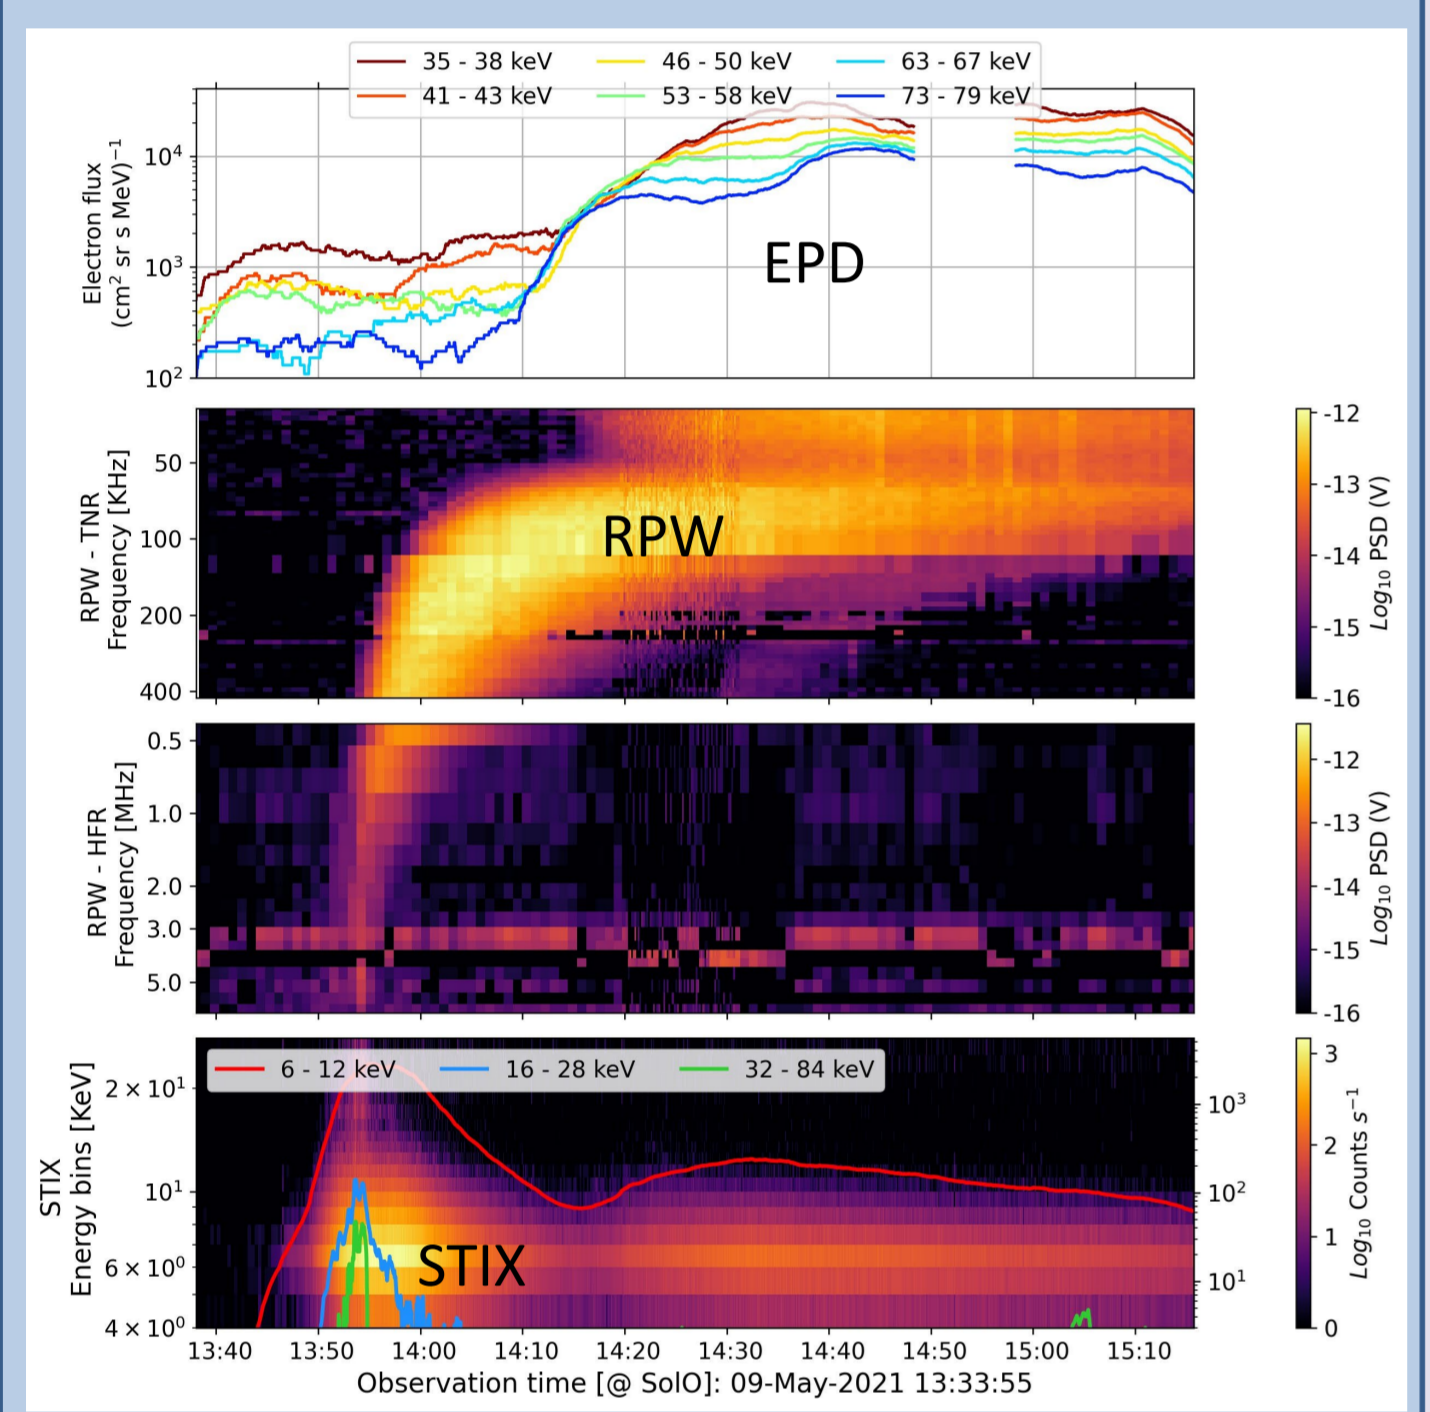 35 - 38 keV 46 - 50 keV 63 - 67 keV
41 - 43 keV 53 - 58 keV 73 - 79 keV
Electron flux
(cm² sr s MeV)⁻¹
10⁴
10³
10²
EPD
RPW - TNR
Frequency [KHz]
50
100
200
400
RPW
-12
-13
-14
-15
-16
Log₁₀ PSD (V)
RPW - HFR
Frequency [MHz]
0.5
1.0
2.0
3.0
5.0
-12
-13
-14
-15
-16
Log₁₀ PSD (V)
STIX
Energy bins [KeV]
2 × 10¹
10¹
6 × 10⁰
4 × 10⁰
6 - 12 keV 16 - 28 keV 32 - 84 keV
STIX
10³
10²
10¹
3
2
1
0
Log₁₀ Counts s⁻¹
13:40 13:50 14:00 14:10 14:20 14:30 14:40 14:50 15:00 15:10
Observation time [@ SolO]: 09-May-2021 13:33:55